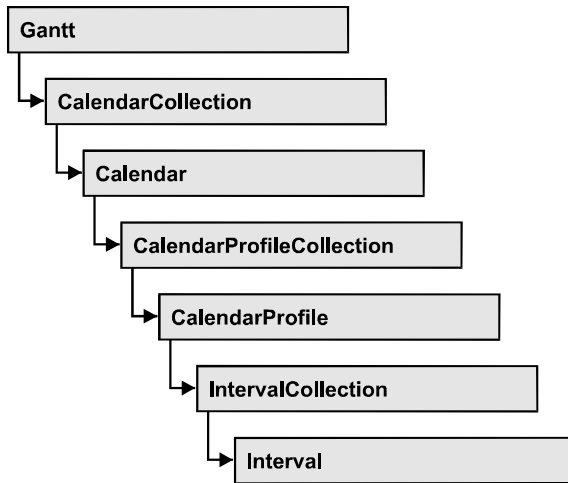 Gantt
CalendarCollection
Calendar
CalendarProfileCollection
CalendarProfile
IntervalCollection
Interval